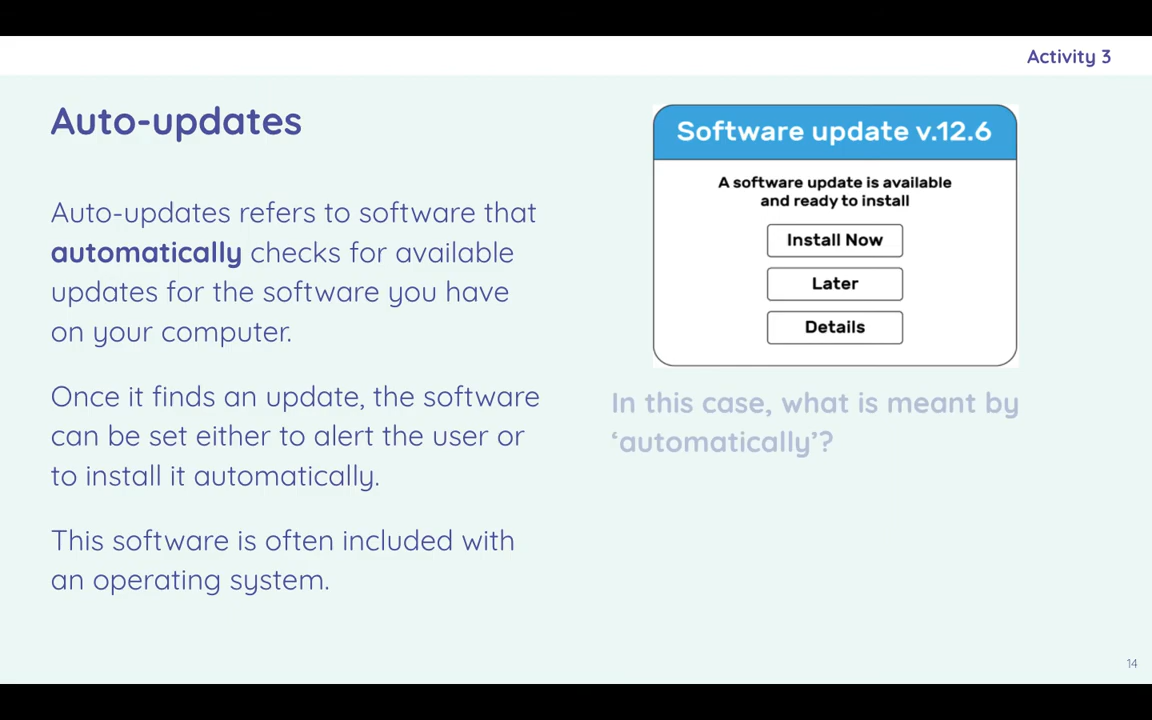 Activity 3
Auto-updates
Auto-updates refers to software that
automatically checks for available
updates for the software you have
on your computer.
Once it finds an update, the software
can be set either to alert the user or
to install it automatically.
This software is often included with
an operating system.
Software update v.12.6
A software update is available
and ready to install
Install Now
Later
Details
In this case, what is meant by
‘automatically’?
14